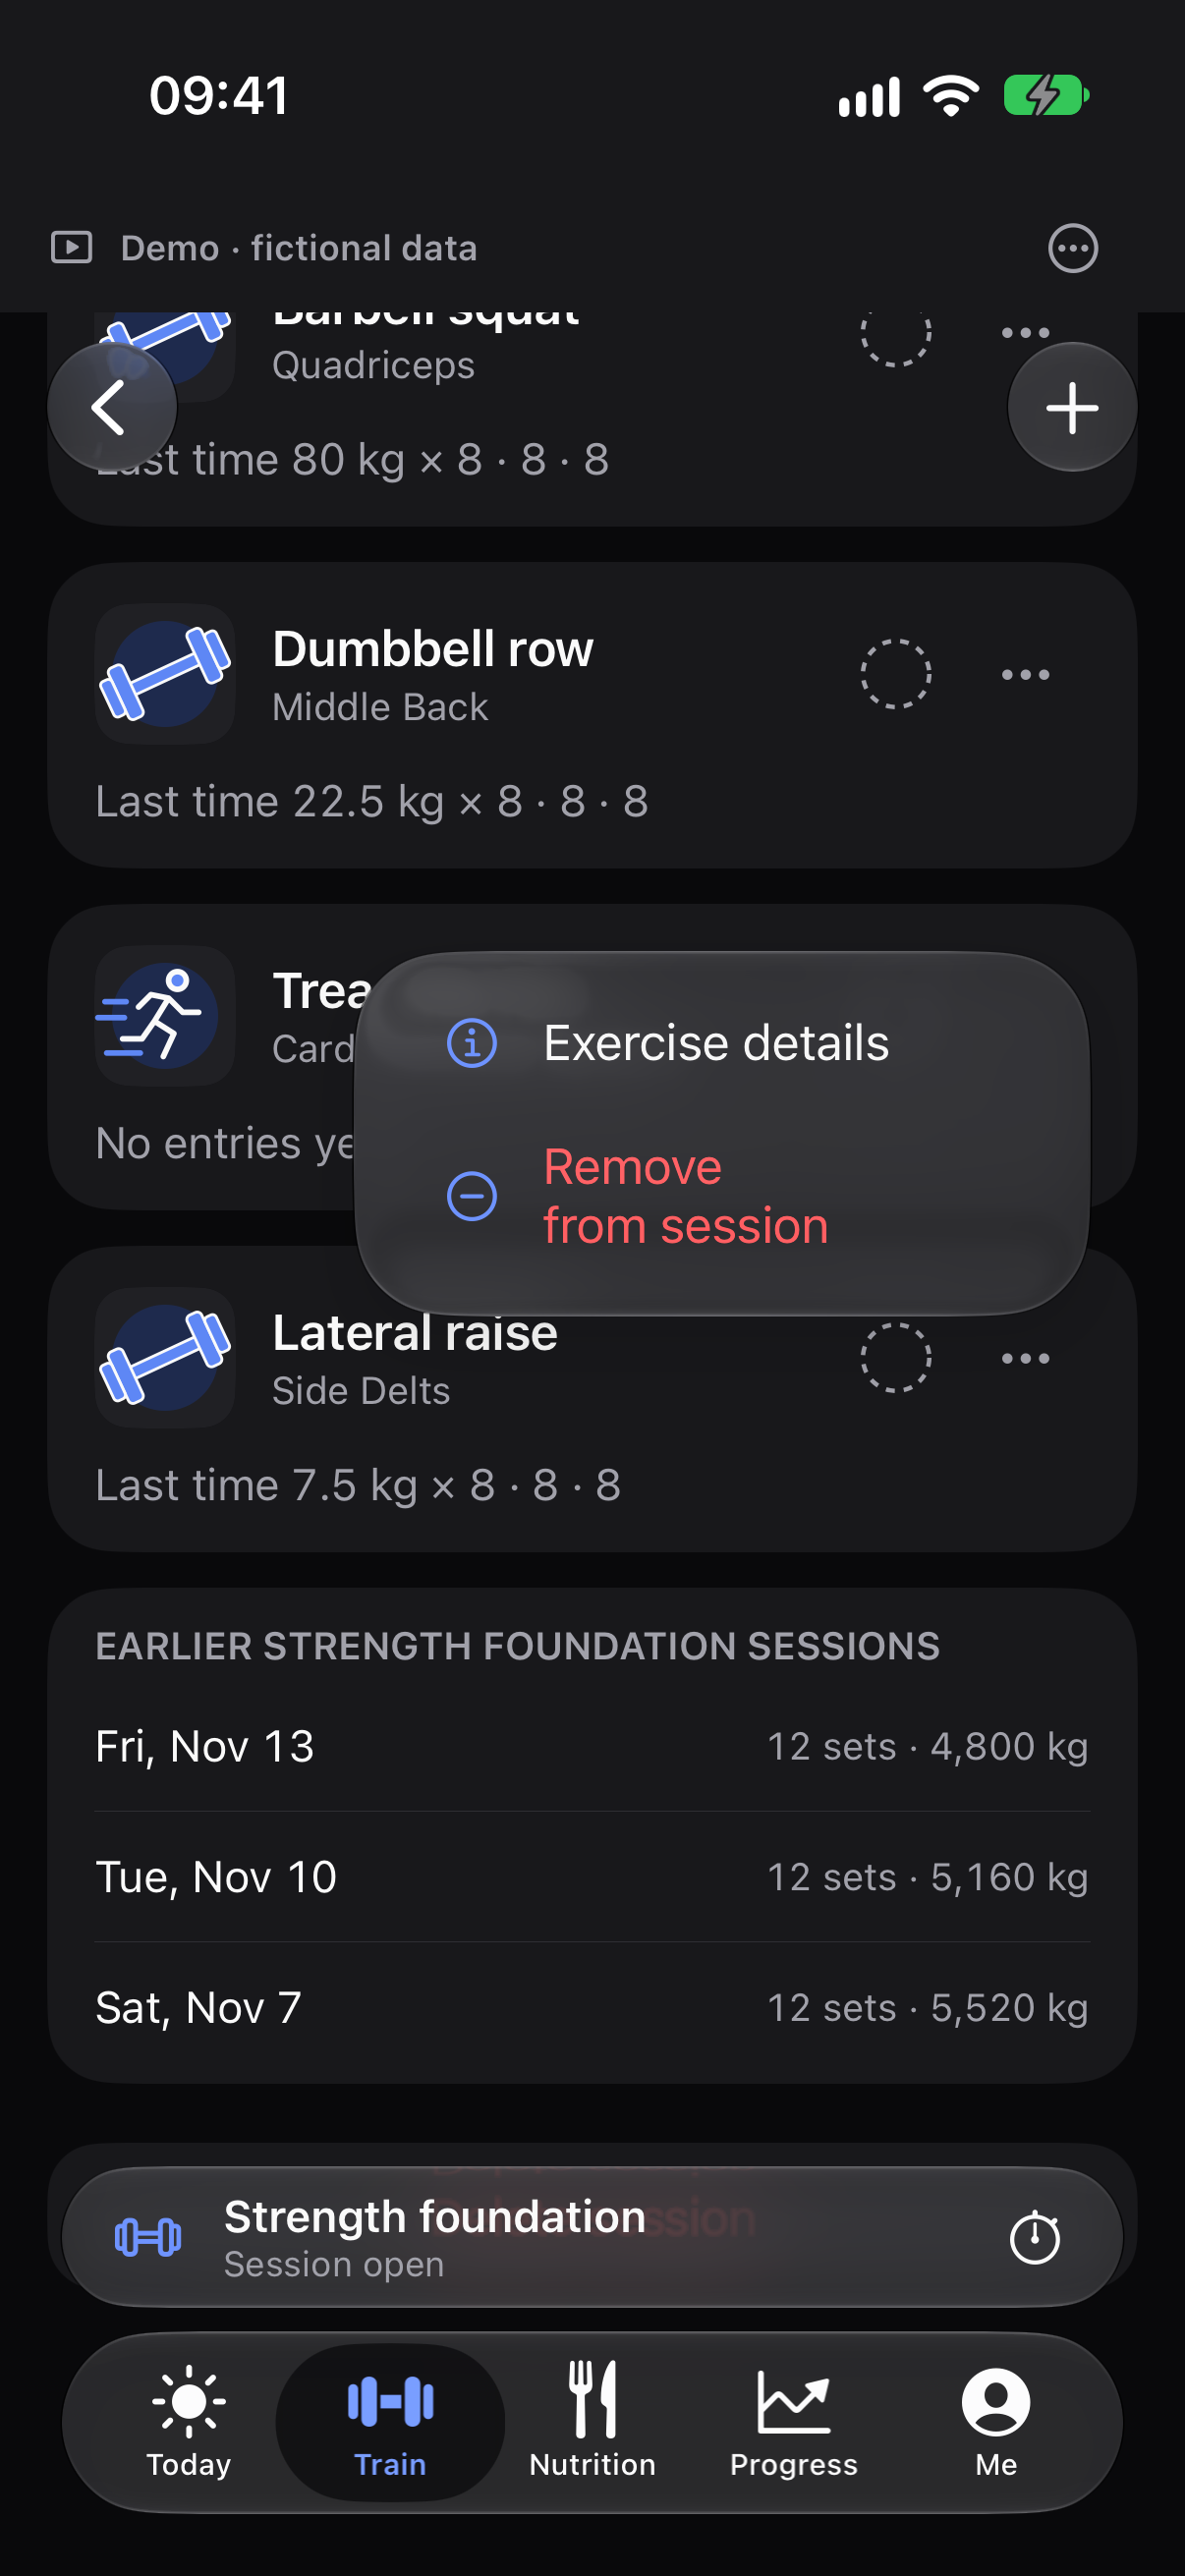 09:41
Demo · fictional data
Barbell squat
Quadriceps
Last time 80 kg × 8 · 8 · 8
Dumbbell row
Middle Back
Last time 22.5 kg × 8 · 8 · 8
Trea
Card
No entries ye
Exercise details
Remove
from session
Lateral raise
Side Delts
Last time 7.5 kg × 8 · 8 · 8
EARLIER STRENGTH FOUNDATION SESSIONS
Fri, Nov 13
12 sets · 4,800 kg
Tue, Nov 10
12 sets · 5,160 kg
Sat, Nov 7
12 sets · 5,520 kg
Strength foundation
Session open
Today
Train
Nutrition
Progress
Me